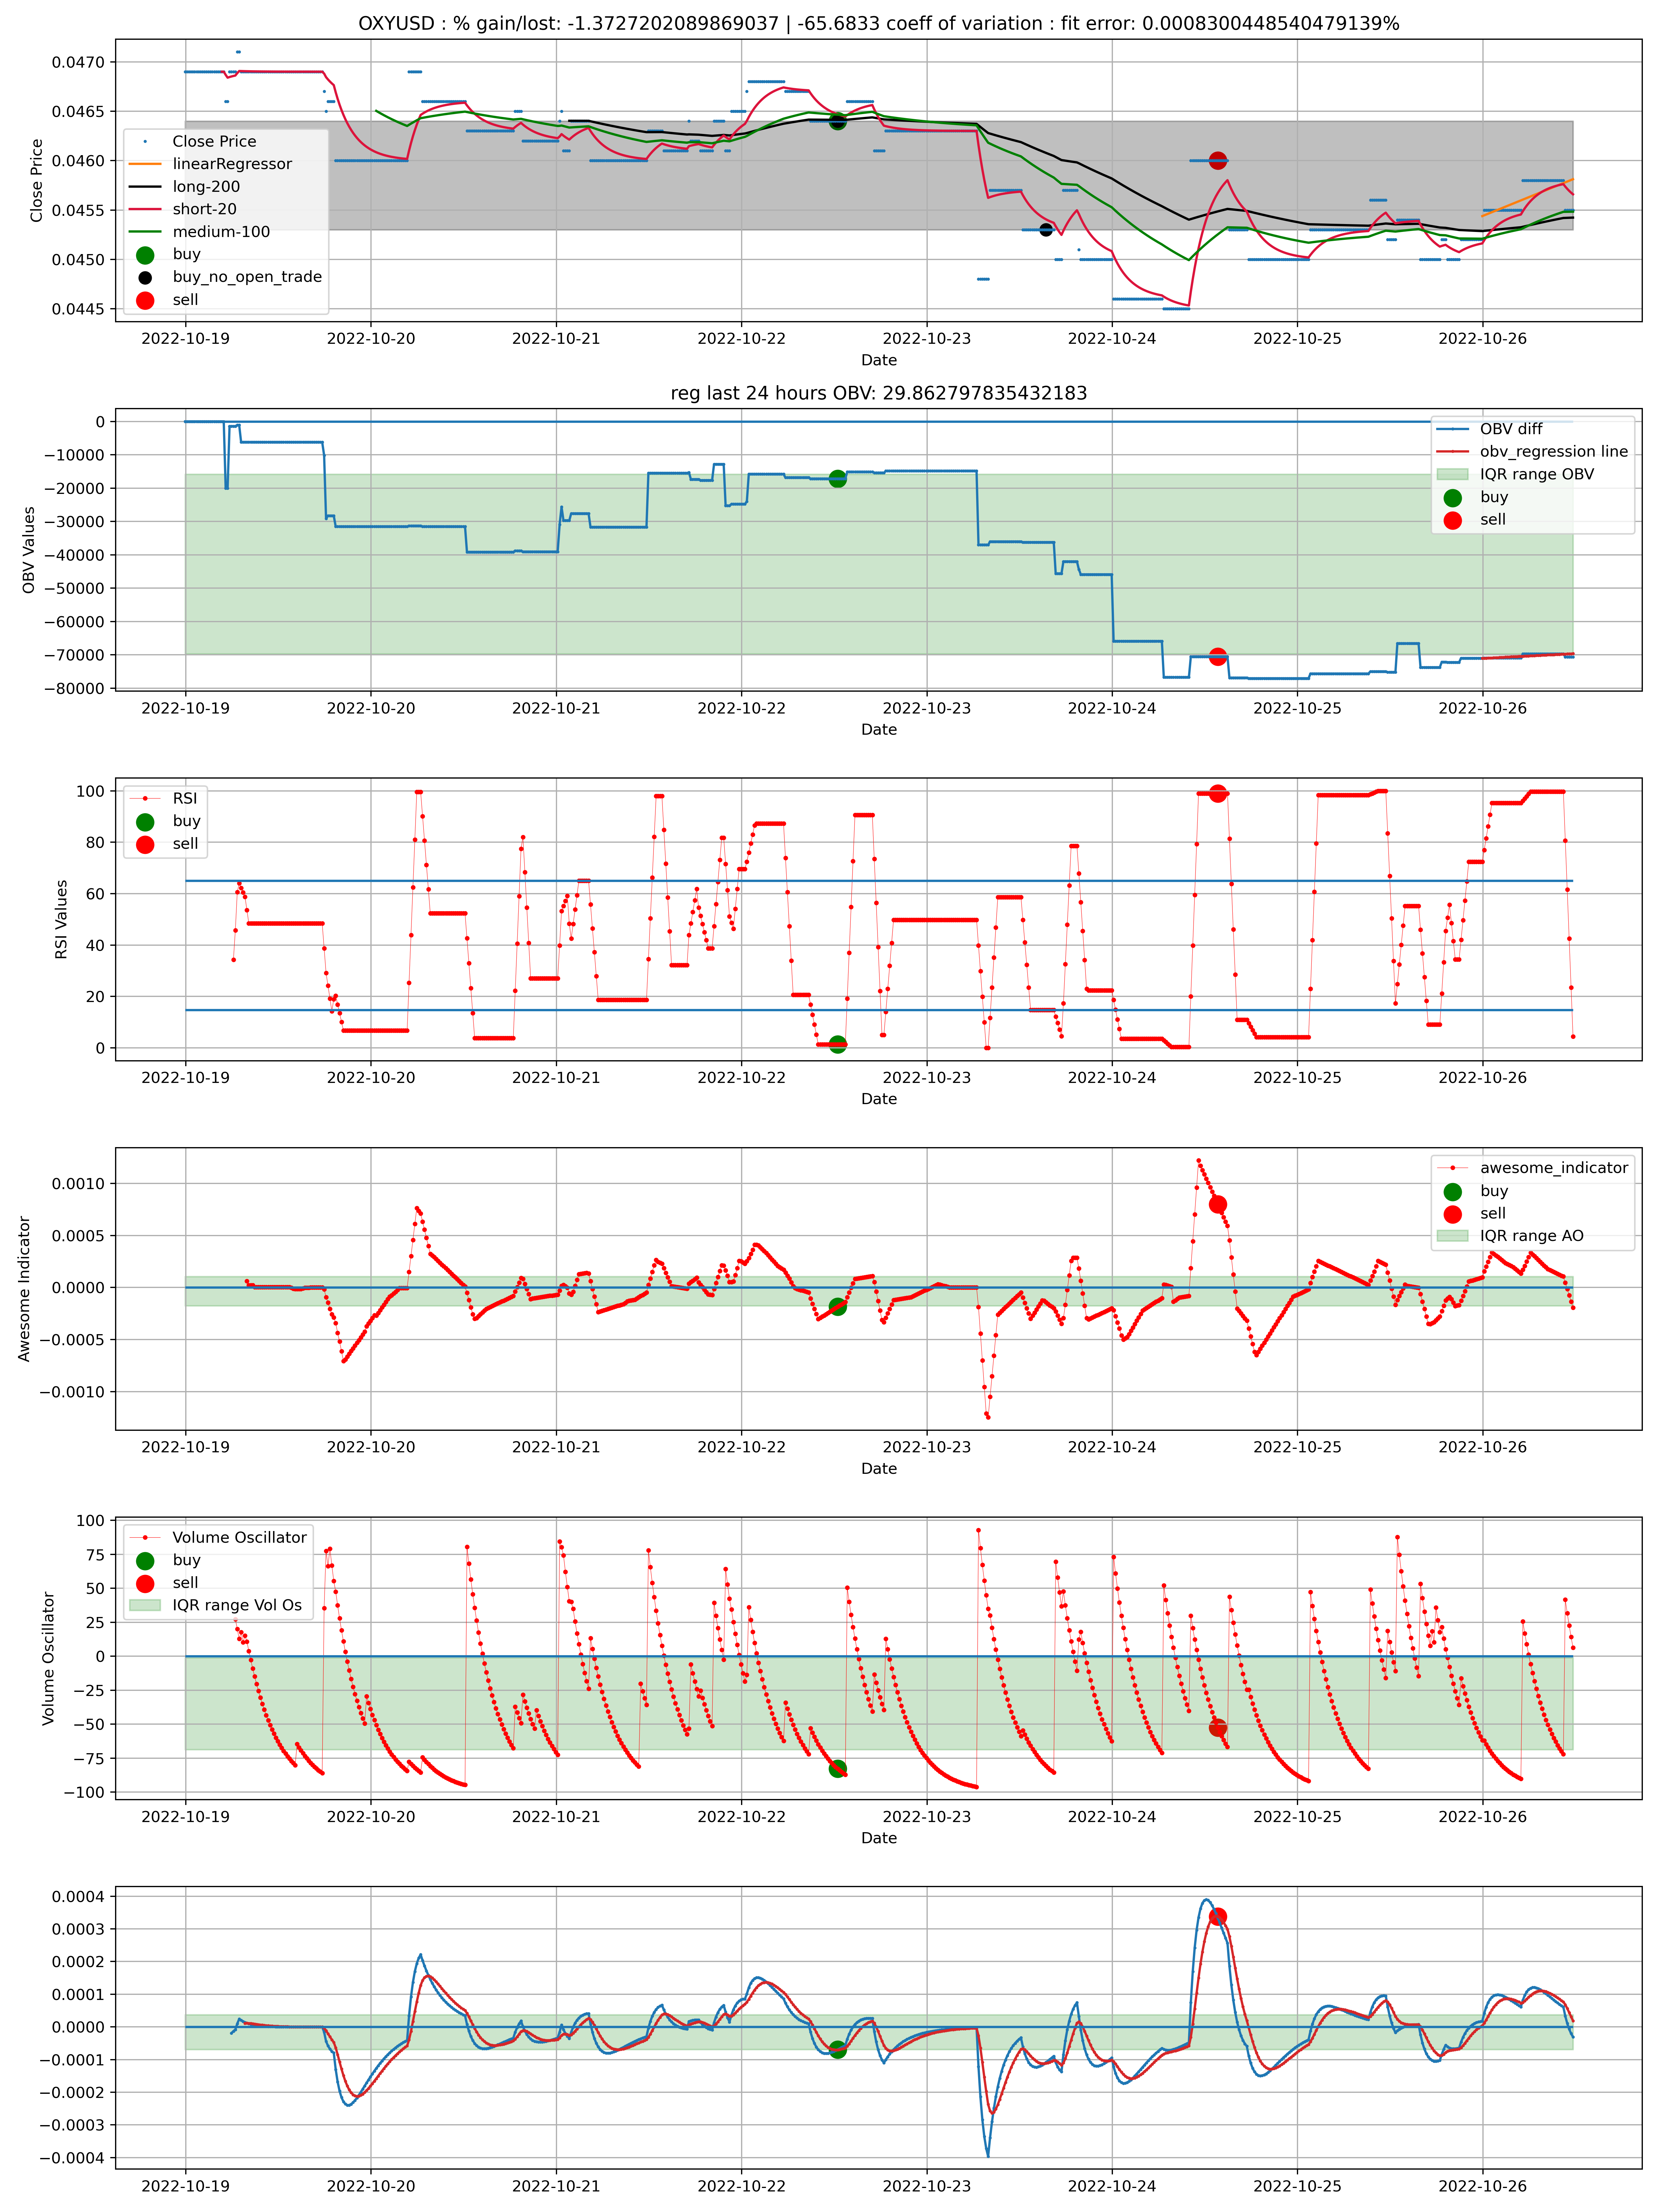 OXYUSD : % gain/lost: -1.3727202089869037 | -65.6833 coeff of variation : fit error: 0.0008300448540479139%
0.0470
0.0465
0.0460
0.0455
0.0450
0.0445
Close Price
Close Price
linearRegressor
long-200
short-20
medium-100
buy
buy_no_open_trade
sell
2022-10-19 2022-10-20 2022-10-21 2022-10-22 2022-10-23 2022-10-24 2022-10-25 2022-10-26
Date
reg last 24 hours OBV: 29.862797835432183
0
−10000
−20000
−30000
−40000
−50000
−60000
−70000
−80000
OBV Values
OBV diff
obv_regression line
IQR range OBV
buy
sell
2022-10-19 2022-10-20 2022-10-21 2022-10-22 2022-10-23 2022-10-24 2022-10-25 2022-10-26
Date
100
80
60
40
20
0
RSI Values
RSI
buy
sell
2022-10-19 2022-10-20 2022-10-21 2022-10-22 2022-10-23 2022-10-24 2022-10-25 2022-10-26
Date
0.0010
0.0005
0.0000
−0.0005
−0.0010
Awesome Indicator
awesome_indicator
buy
sell
IQR range AO
2022-10-19 2022-10-20 2022-10-21 2022-10-22 2022-10-23 2022-10-24 2022-10-25 2022-10-26
Date
100
75
50
25
0
−25
−50
−75
−100
Volume Oscillator
Volume Oscillator
buy
sell
IQR range Vol Os
2022-10-19 2022-10-20 2022-10-21 2022-10-22 2022-10-23 2022-10-24 2022-10-25 2022-10-26
Date
0.0004
0.0003
0.0002
0.0001
0.0000
−0.0001
−0.0002
−0.0003
−0.0004
2022-10-19 2022-10-20 2022-10-21 2022-10-22 2022-10-23 2022-10-24 2022-10-25 2022-10-26